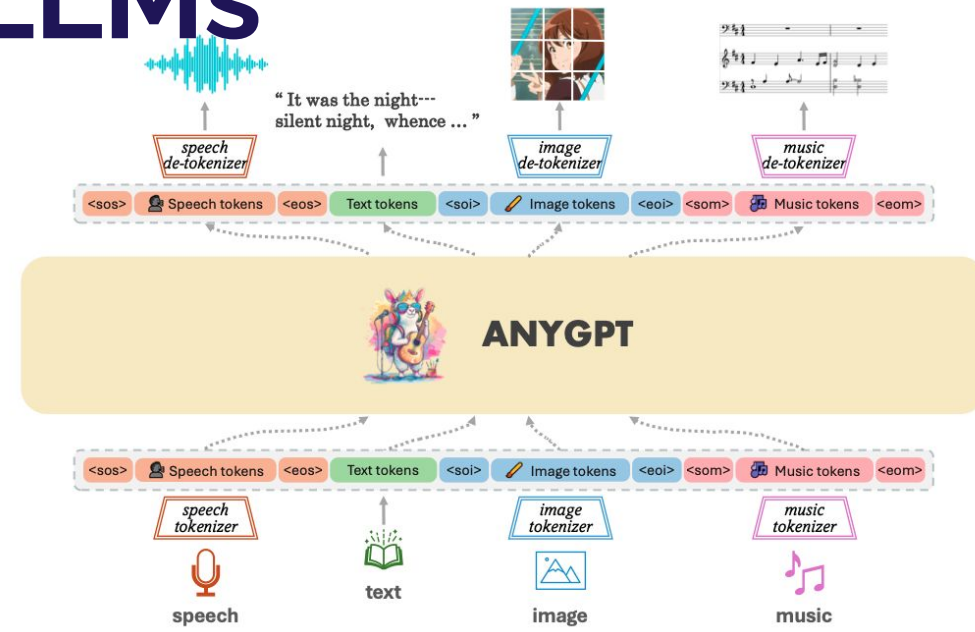 LLMS
“ It was the night---
silent night, whence ... ”
speech
de-tokenizer
image
de-tokenizer
music
de-tokenizer
<sos> Speech tokens <eos> Text tokens <soi> Image tokens <eoi> <som> Music tokens <eom>
ANYGPT
<sos> Speech tokens <eos> Text tokens <soi> Image tokens <eoi> <som> Music tokens <eom>
speech
tokenizer
image
tokenizer
music
tokenizer
speech
text
image
music